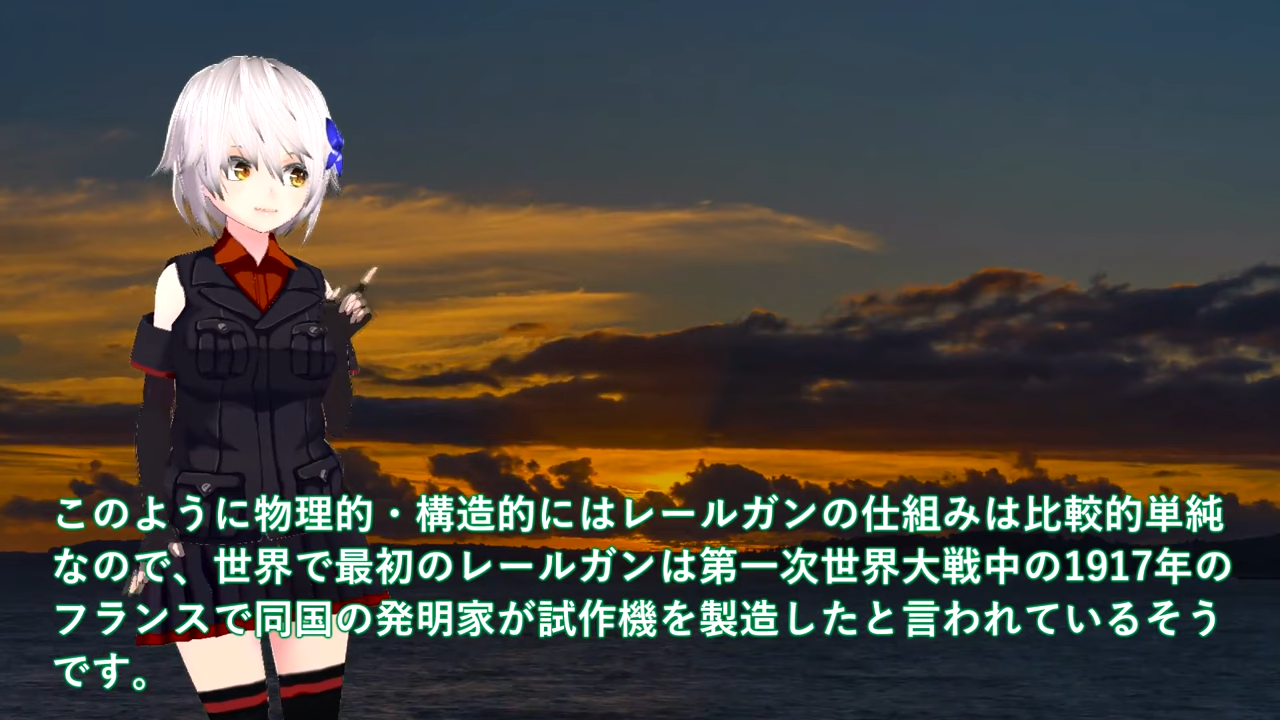 このように物理的・構造的にはレールガンの仕組みは比較的単純
なので、世界で最初のレールガンは第一次世界大戦中の1917年の
フランスで同国の発明家が試作機を製造したと言われているそう
です。